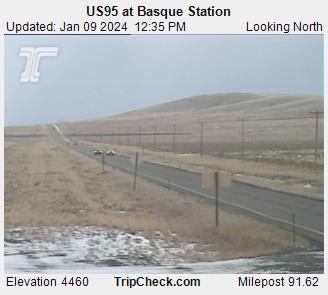 US95 at Basque Station
Updated: Jan 09 2024 12:35 PM Looking North
Elevation 4460 TripCheck.com Milepost 91.62